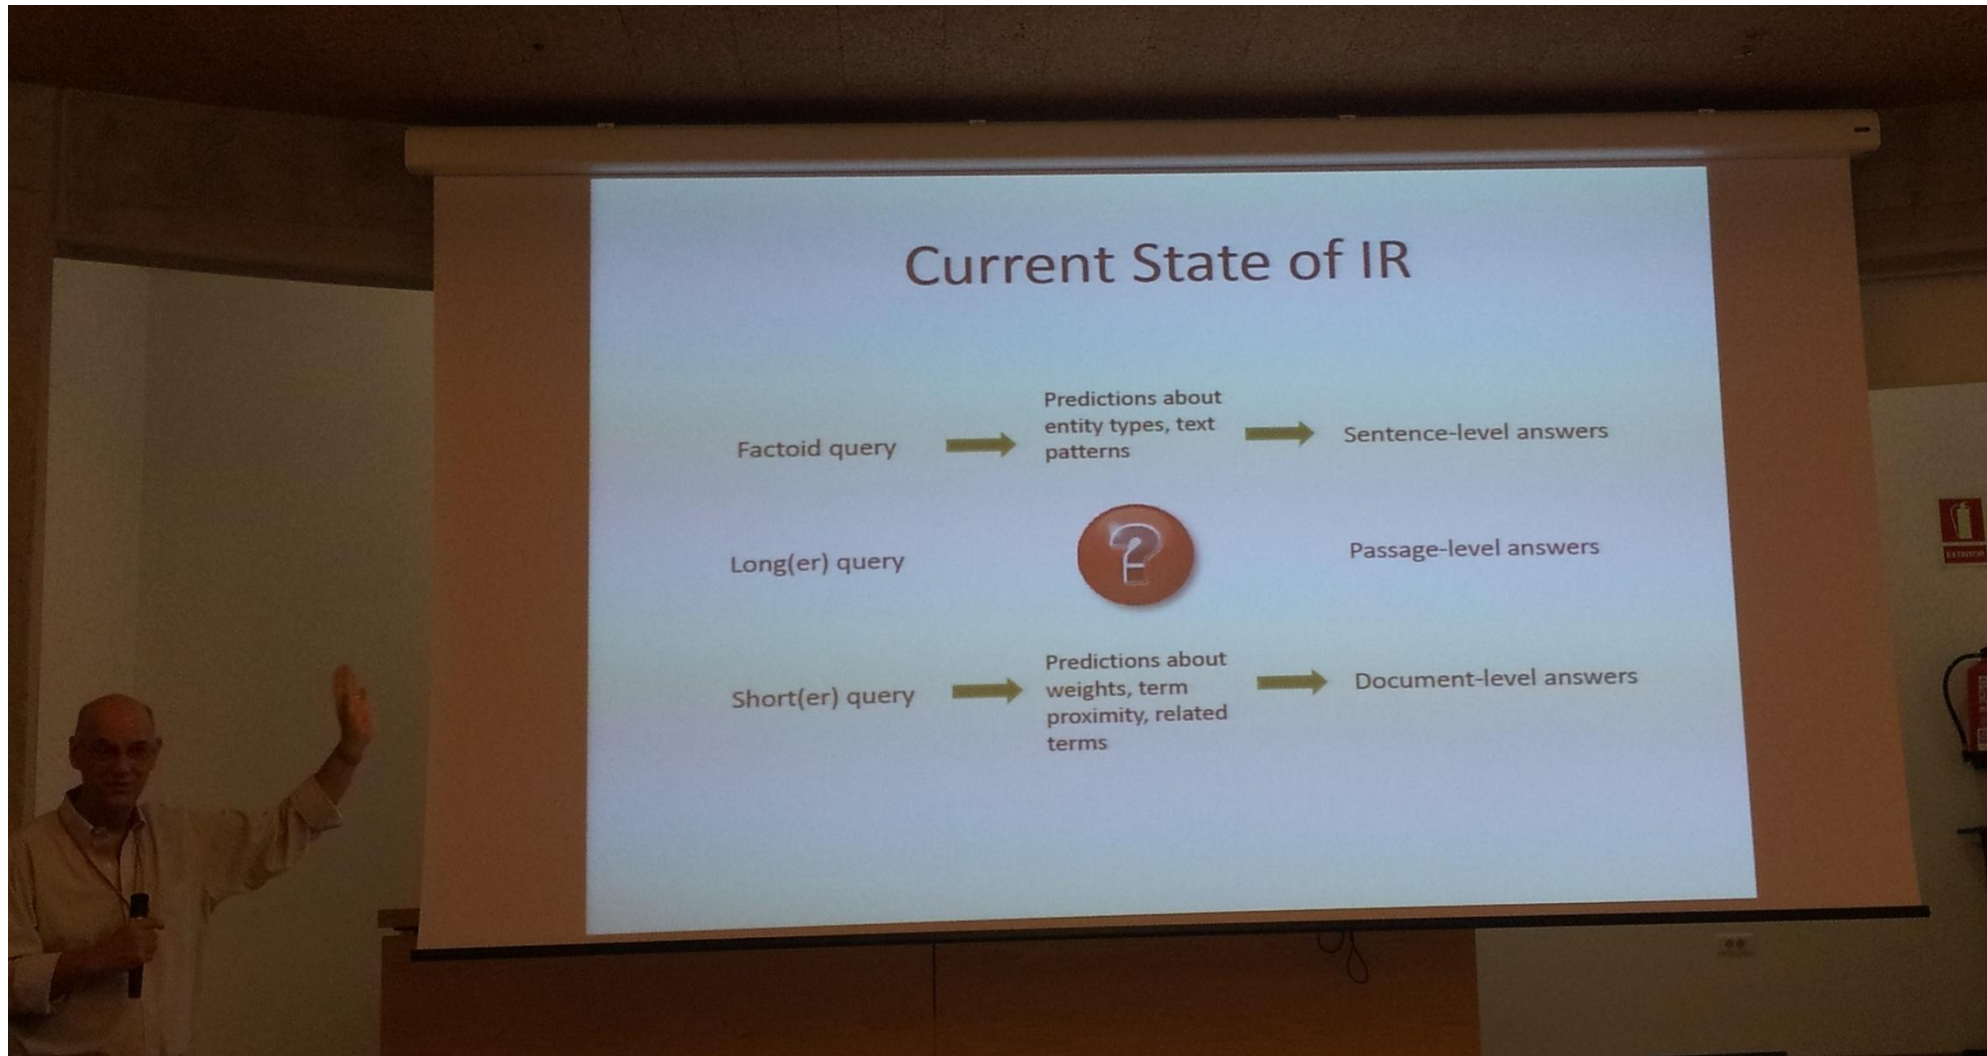 Current State of IR
Factoid query
Predictions about
entity types, text
patterns
Sentence-level answers
Long(er) query
?
Passage-level answers
Short(er) query
Predictions about
weights, term
proximity, related
terms
Document-level answers
EXTINTOR